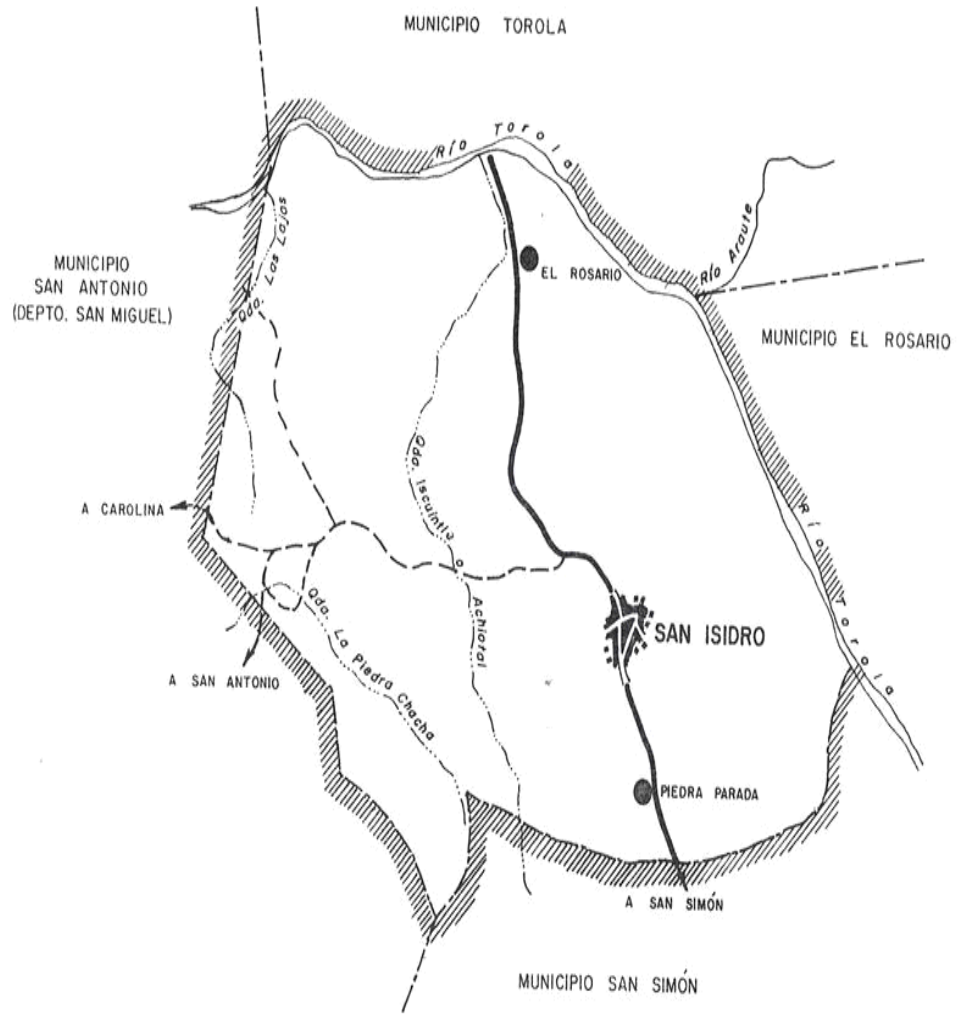 MUNICIPIO TOROLA
RÍO Torola
Qda. Las Lajas
Río Araute
MUNICIPIO
SAN ANTONIO
(DEPTO. SAN MIGUEL)
EL ROSARIO
MUNICIPIO EL ROSARIO
Qda. Iscuintla o Achiotal
A CAROLINA
Río Torola
Qda. La Piedra Chacha
SAN ISIDRO
A SAN ANTONIO
PIEDRA PARADA
A SAN SIMÓN
MUNICIPIO SAN SIMÓN